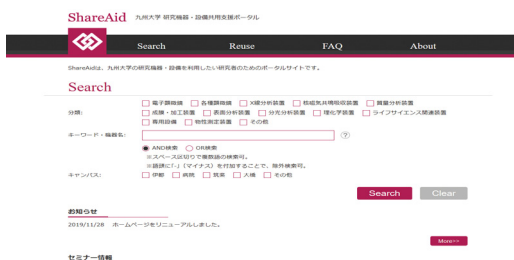 ShareAid 九州大学 研究機器・設備共用支援ポータル
Search Reuse FAQ About
ShareAidは、九州大学の研究機器・設備を利用したい研究者のためのポータルサイトです。
Search
分類: 電子顕微鏡 各種顕微鏡 X線分析装置 核磁気共鳴吸収装置 質量分析装置
成膜・加工装置 表面分析装置 分光分析装置 理化学装置 ライフサイエンス関連装置
専用設備 物性測定装置 その他
キーワード・機器名: ?
AND検索 OR検索
※スペース区切りで複数語の検索可。
※語頭に「-」(マイナス)を付加することで、除外検索可。
キャンパス: 伊都 病院 筑紫 大橋 その他
Search Clear
お知らせ
2019/11/28 ホームページをリニューアルしました。
More>>
セミナー情報